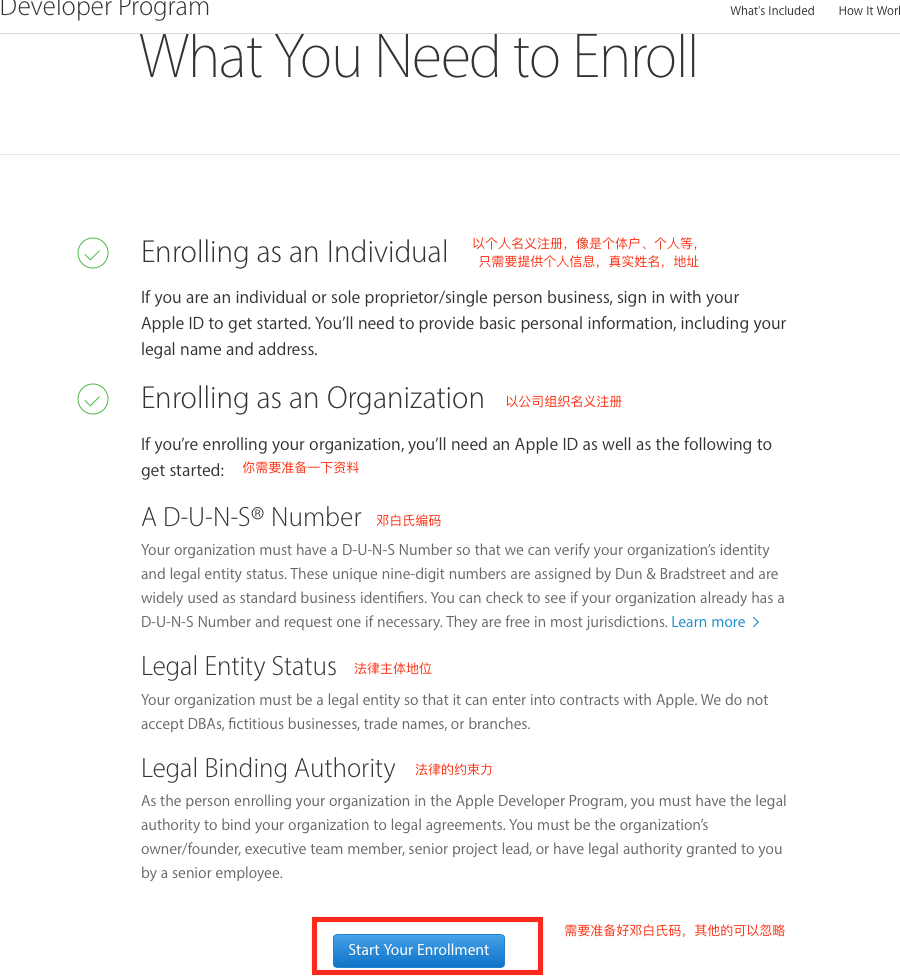 Developer Program
What's Included How It Wor
What You Need to Enroll
Enrolling as an Individual
以个人名义注册，像是个体户、个人等，
只需要提供个人信息，真实姓名，地址
If you are an individual or sole proprietor/single person business, sign in with your
Apple ID to get started. You’ll need to provide basic personal information, including your
legal name and address.
Enrolling as an Organization 以公司组织名义注册
If you’re enrolling your organization, you’ll need an Apple ID as well as the following to
get started: 你需要准备一下资料
A D-U-N-S® Number 邓白氏编码
Your organization must have a D-U-N-S Number so that we can verify your organization’s identity
and legal entity status. These unique nine-digit numbers are assigned by Dun & Bradstreet and are
widely used as standard business identifiers. You can check to see if your organization already has a
D-U-N-S Number and request one if necessary. They are free in most jurisdictions. Learn more >
Legal Entity Status 法律主体地位
Your organization must be a legal entity so that it can enter into contracts with Apple. We do not
accept DBAs, fictitious businesses, trade names, or branches.
Legal Binding Authority 法律的约束力
As the person enrolling your organization in the Apple Developer Program, you must have the legal
authority to bind your organization to legal agreements. You must be the organization’s
owner/founder, executive team member, senior project lead, or have legal authority granted to you
by a senior employee.
需要准备好邓白氏码，其他的可以忽略
Start Your Enrollment